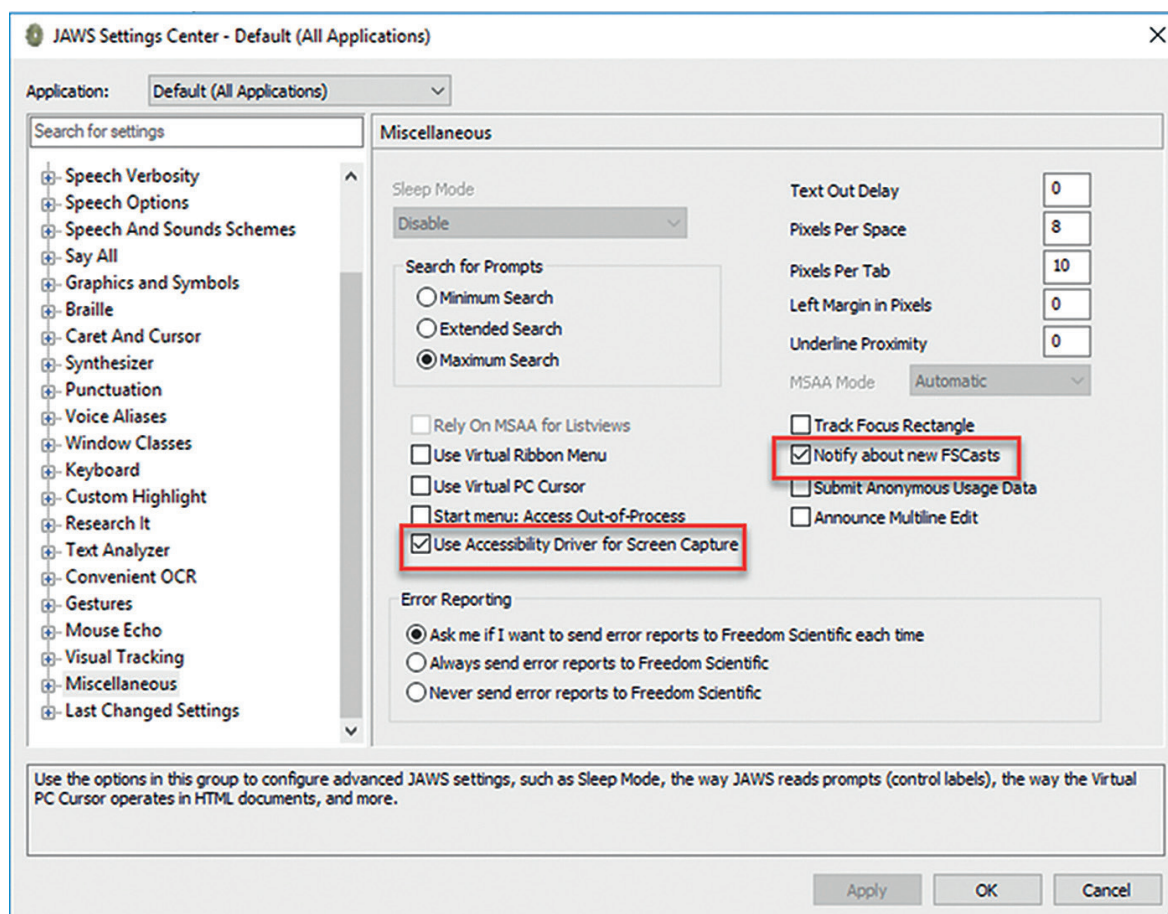 JAWS Settings Center - Default (All Applications)
Application:
Default (All Applications)
Search for settings
Speech Verbosity
Speech Options
Speech And Sounds Schemes
Say All
Graphics and Symbols
Braille
Caret And Cursor
Synthesizer
Punctuation
Voice Aliases
Window Classes
Keyboard
Custom Highlight
Research It
Text Analyzer
Convenient OCR
Gestures
Mouse Echo
Visual Tracking
Miscellaneous
Last Changed Settings
Miscellaneous
Sleep Mode
Disable
Search for Prompts
Minimum Search
Extended Search
Maximum Search
Rely On MSAA for Listviews
Use Virtual Ribbon Menu
Use Virtual PC Cursor
Start menu: Access Out-of-Process
Use Accessibility Driver for Screen Capture
Text Out Delay 0
Pixels Per Space 8
Pixels Per Tab 10
Left Margin in Pixels 0
Underline Proximity 0
MSAA Mode Automatic
Track Focus Rectangle
Notify about new FSCasts
Submit Anonymous Usage Data
Announce Multiline Edit
Error Reporting
Ask me if I want to send error reports to Freedom Scientific each time
Always send error reports to Freedom Scientific
Never send error reports to Freedom Scientific
Use the options in this group to configure advanced JAWS settings, such as Sleep Mode, the way JAWS reads prompts (control labels), the way the Virtual
PC Cursor operates in HTML documents, and more.
Apply
OK
Cancel